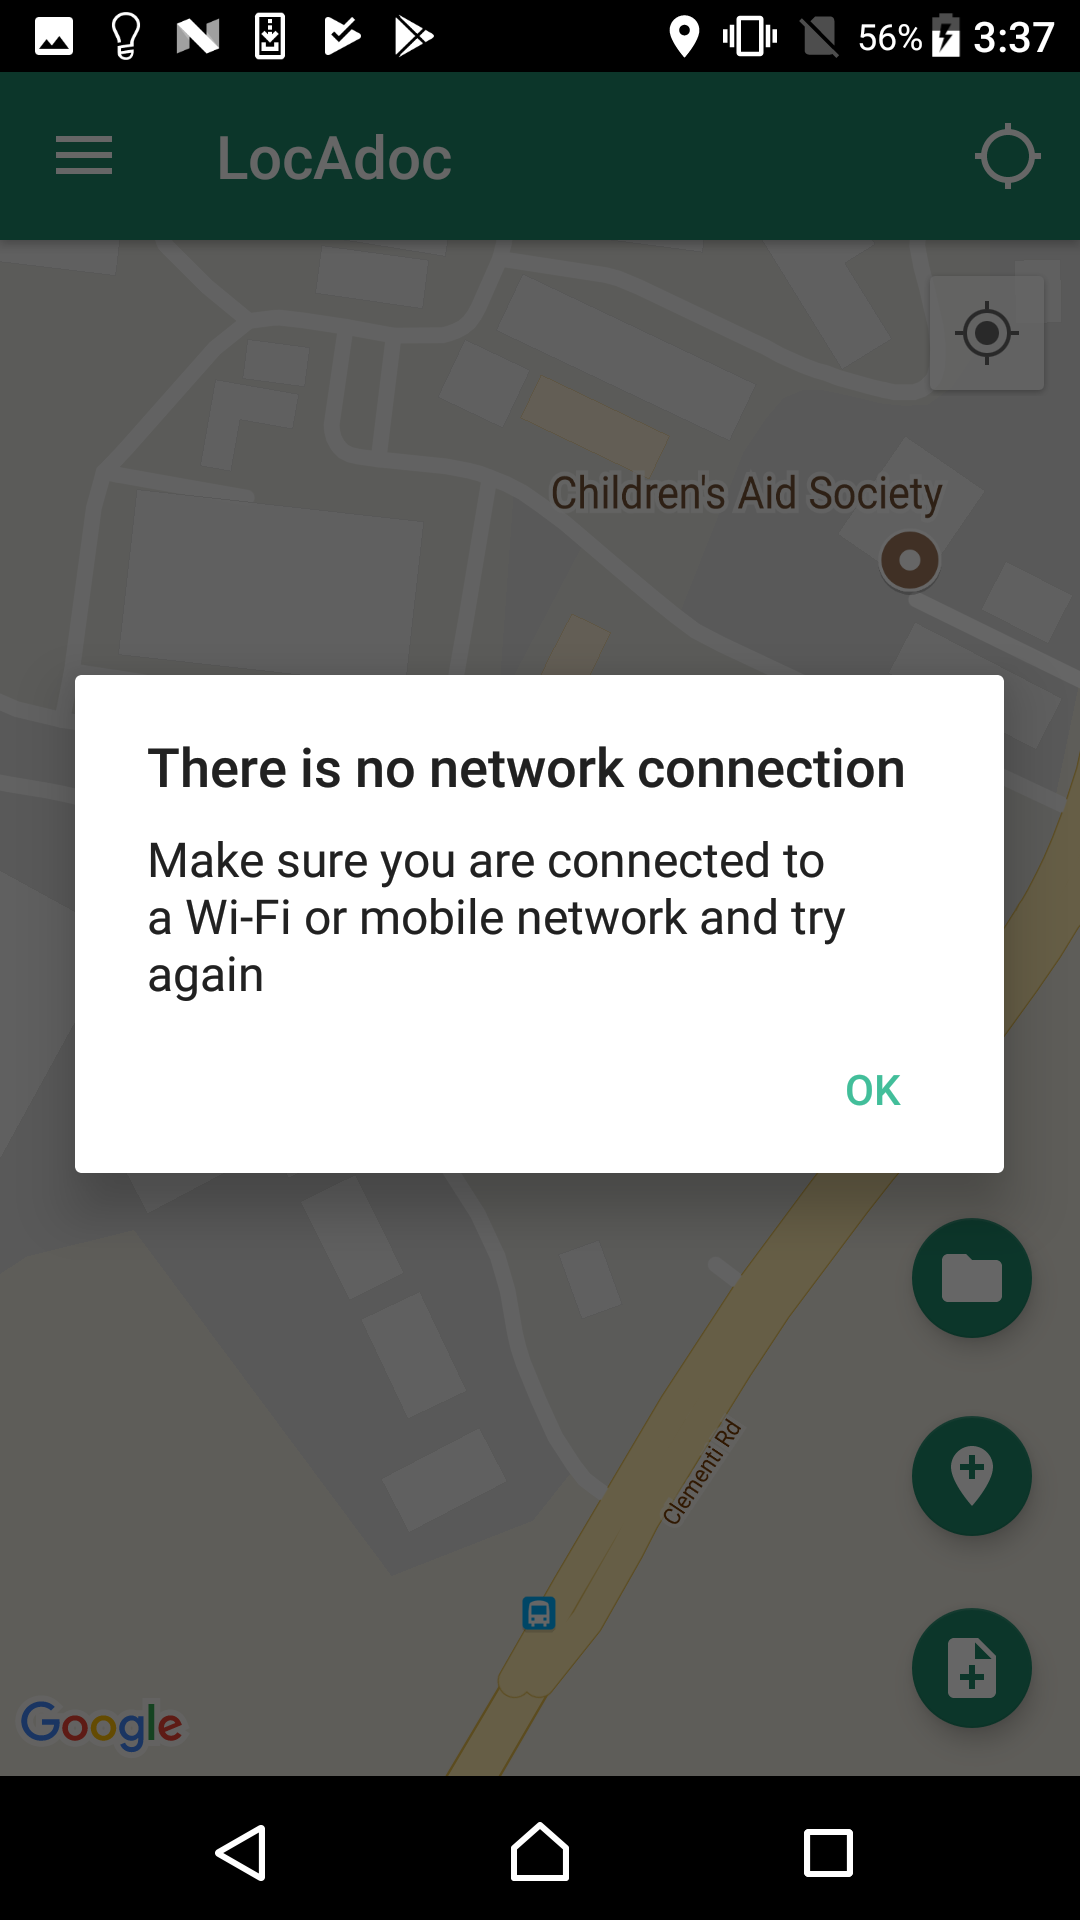 56% 3:37
LocAdoc
Children's Aid Society
There is no network connection
Make sure you are connected to
a Wi-Fi or mobile network and try
again
OK
Clementi Rd
Google